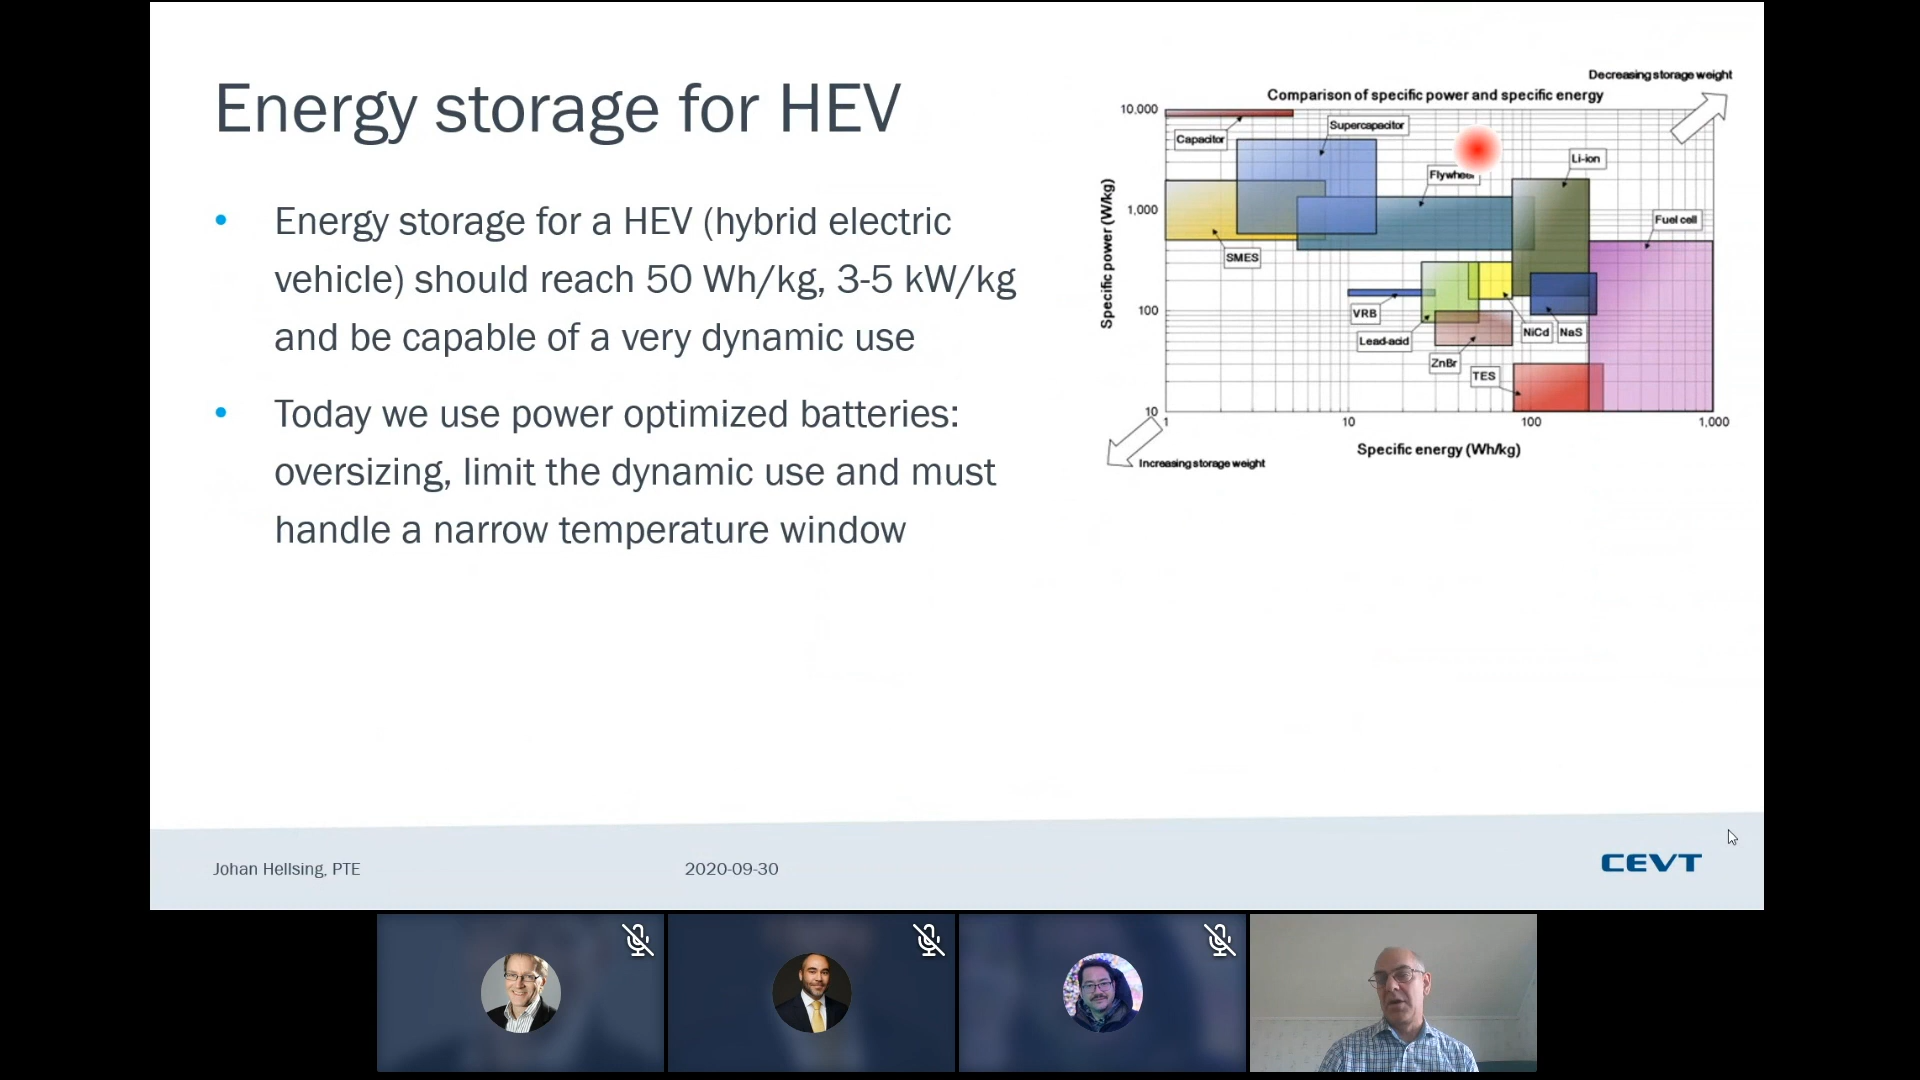 Energy storage for HEV
• Energy storage for a HEV (hybrid electric
vehicle) should reach 50 Wh/kg, 3-5 kW/kg
and be capable of a very dynamic use
• Today we use power optimized batteries:
oversizing, limit the dynamic use and must
handle a narrow temperature window
Decreasing storage weight
Comparison of specific power and specific energy
10,000
1,000
100
10
Specific power (W/kg)
Capacitor
Supercapacitor
Flywheel
Li-ion
Fuel cell
SMES
VRB
Lead-acid
NiCd
NaS
ZnBr
TES
1
10
100
1,000
Specific energy (Wh/kg)
Increasing storage weight
Johan Hellsing, PTE
2020-09-30
CEVT